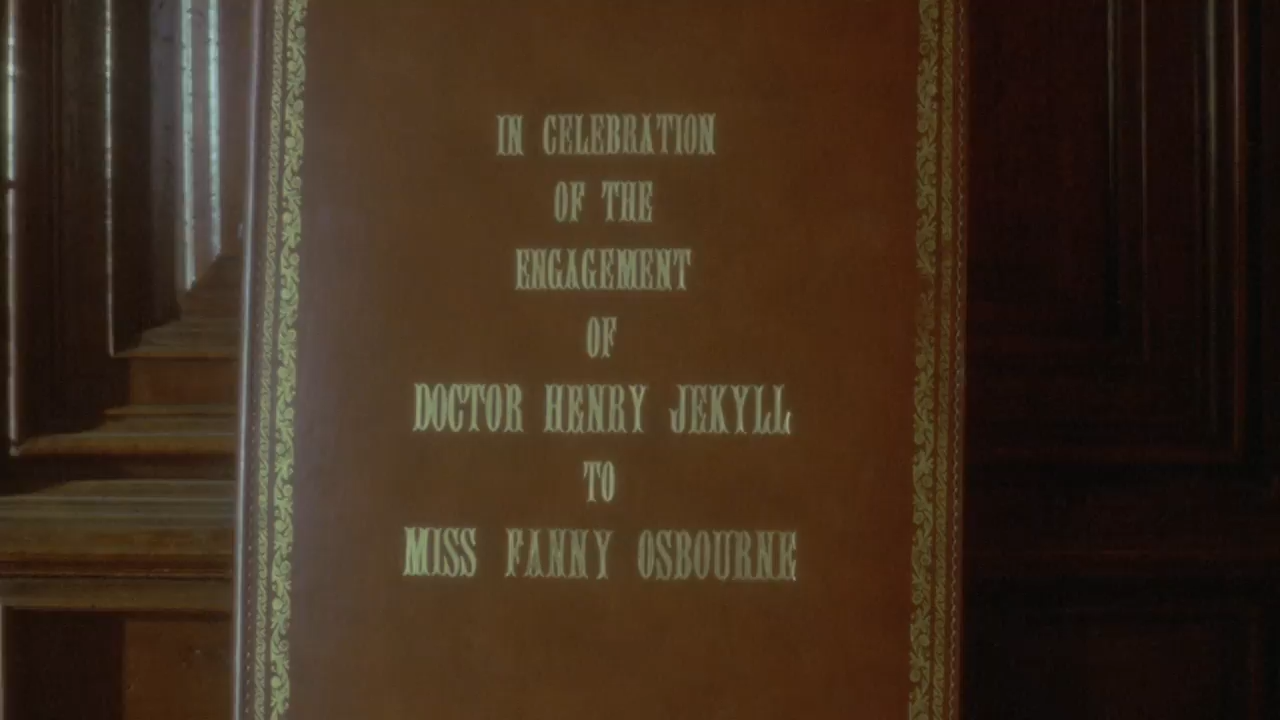 IN CELEBRATION
OF THE
ENGAGEMENT
OF
DOCTOR HENRY JEKYLL
TO
MISS FANNY OSBOURNE